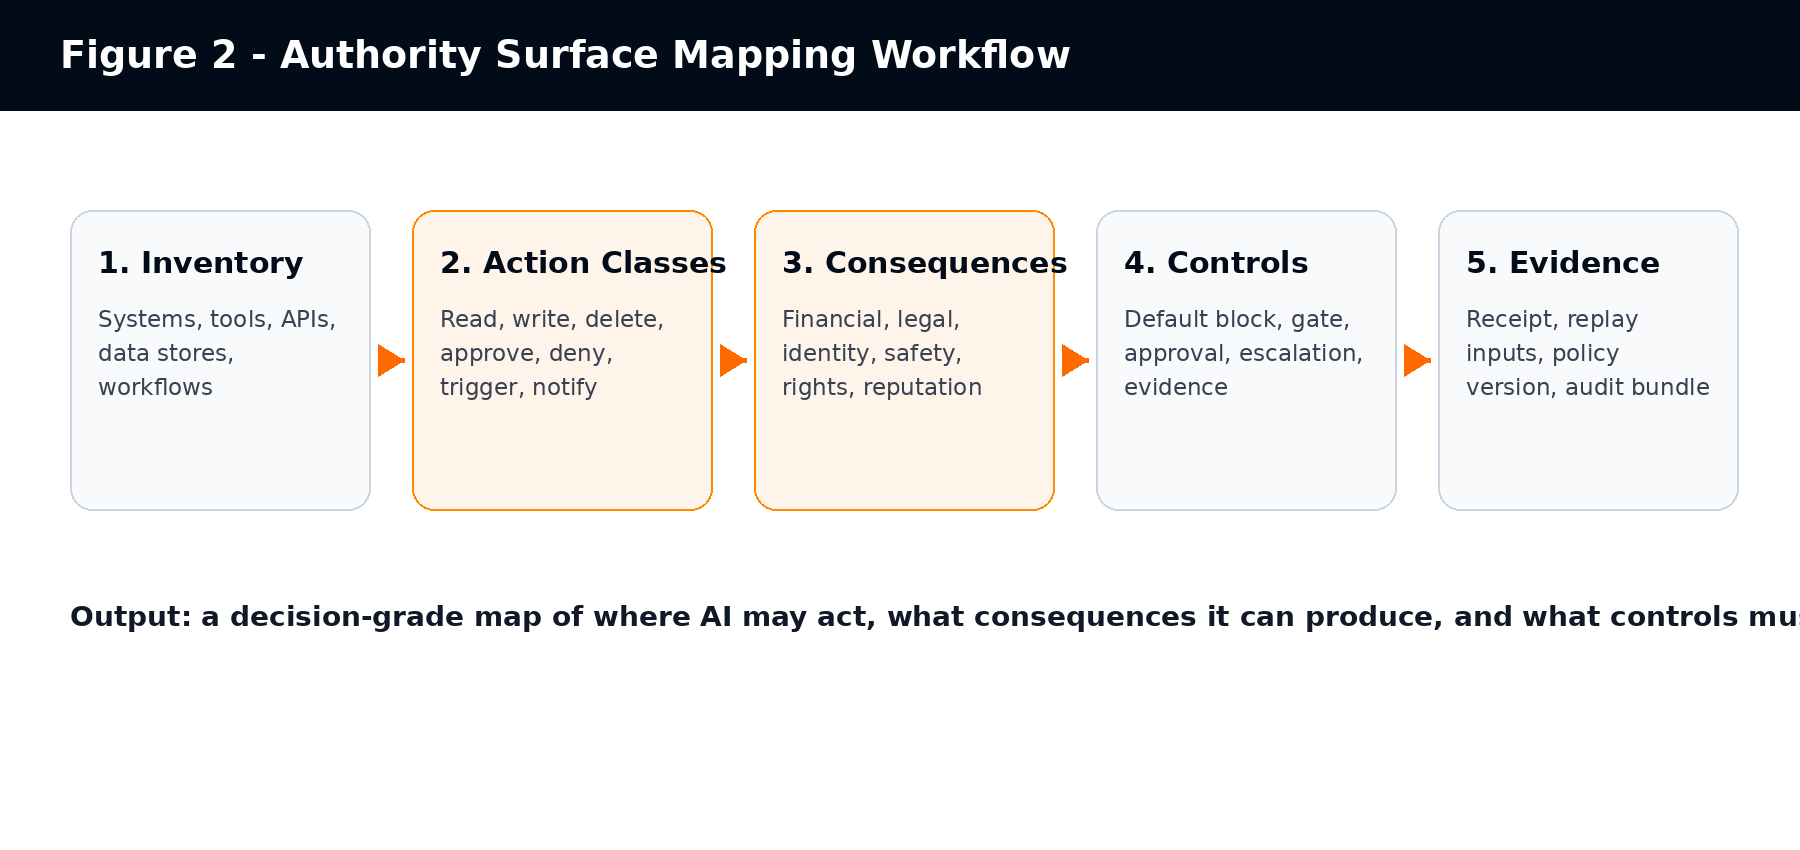 Figure 2 - Authority Surface Mapping Workflow
1. Inventory
Systems, tools, APIs,
data stores,
workflows
2. Action Classes
Read, write, delete,
approve, deny,
trigger, notify
3. Consequences
Financial, legal,
identity, safety,
rights, reputation
4. Controls
Default block, gate,
approval, escalation,
evidence
5. Evidence
Receipt, replay
inputs, policy
version, audit bundle
Output: a decision-grade map of where AI may act, what consequences it can produce, and what controls